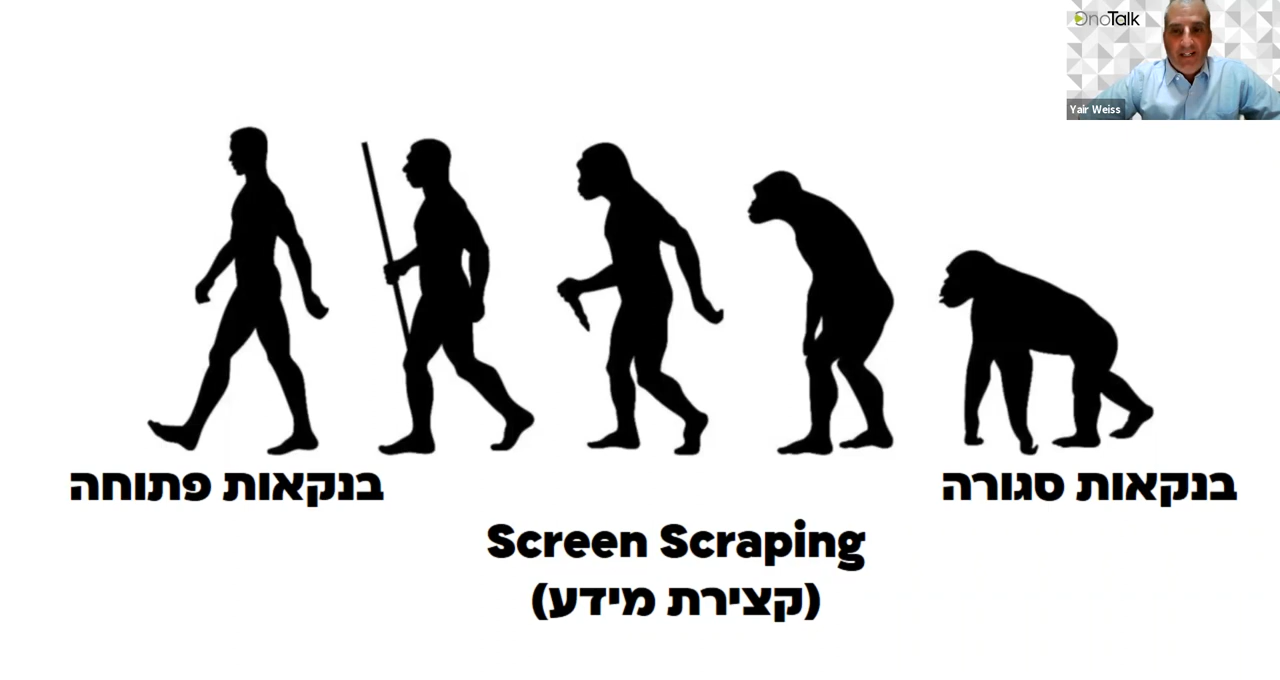 OnoTalk
Yair Weiss
בנקאות סגורה
בנקאות פתוחה
Screen Scraping
(קצירת מידע)